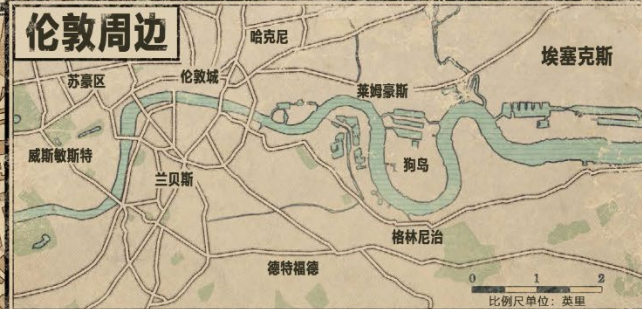 伦敦周边
哈克尼
埃塞克斯
苏豪区
伦敦城
莱姆豪斯
威斯敏斯特
狗岛
兰贝斯
格林尼治
德特福德
0 1 2
比例尺单位：英里